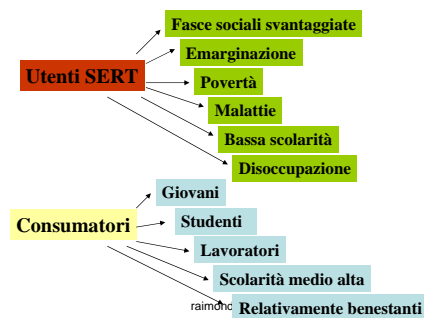 Fasce sociali svantaggiate
Emarginazione
Utenti SERT
Povertà
Malattie
Bassa scolarità
Disoccupazione
Giovani
Consumatori
Studenti
Lavoratori
Scolarità medio alta
Relativamente benestanti